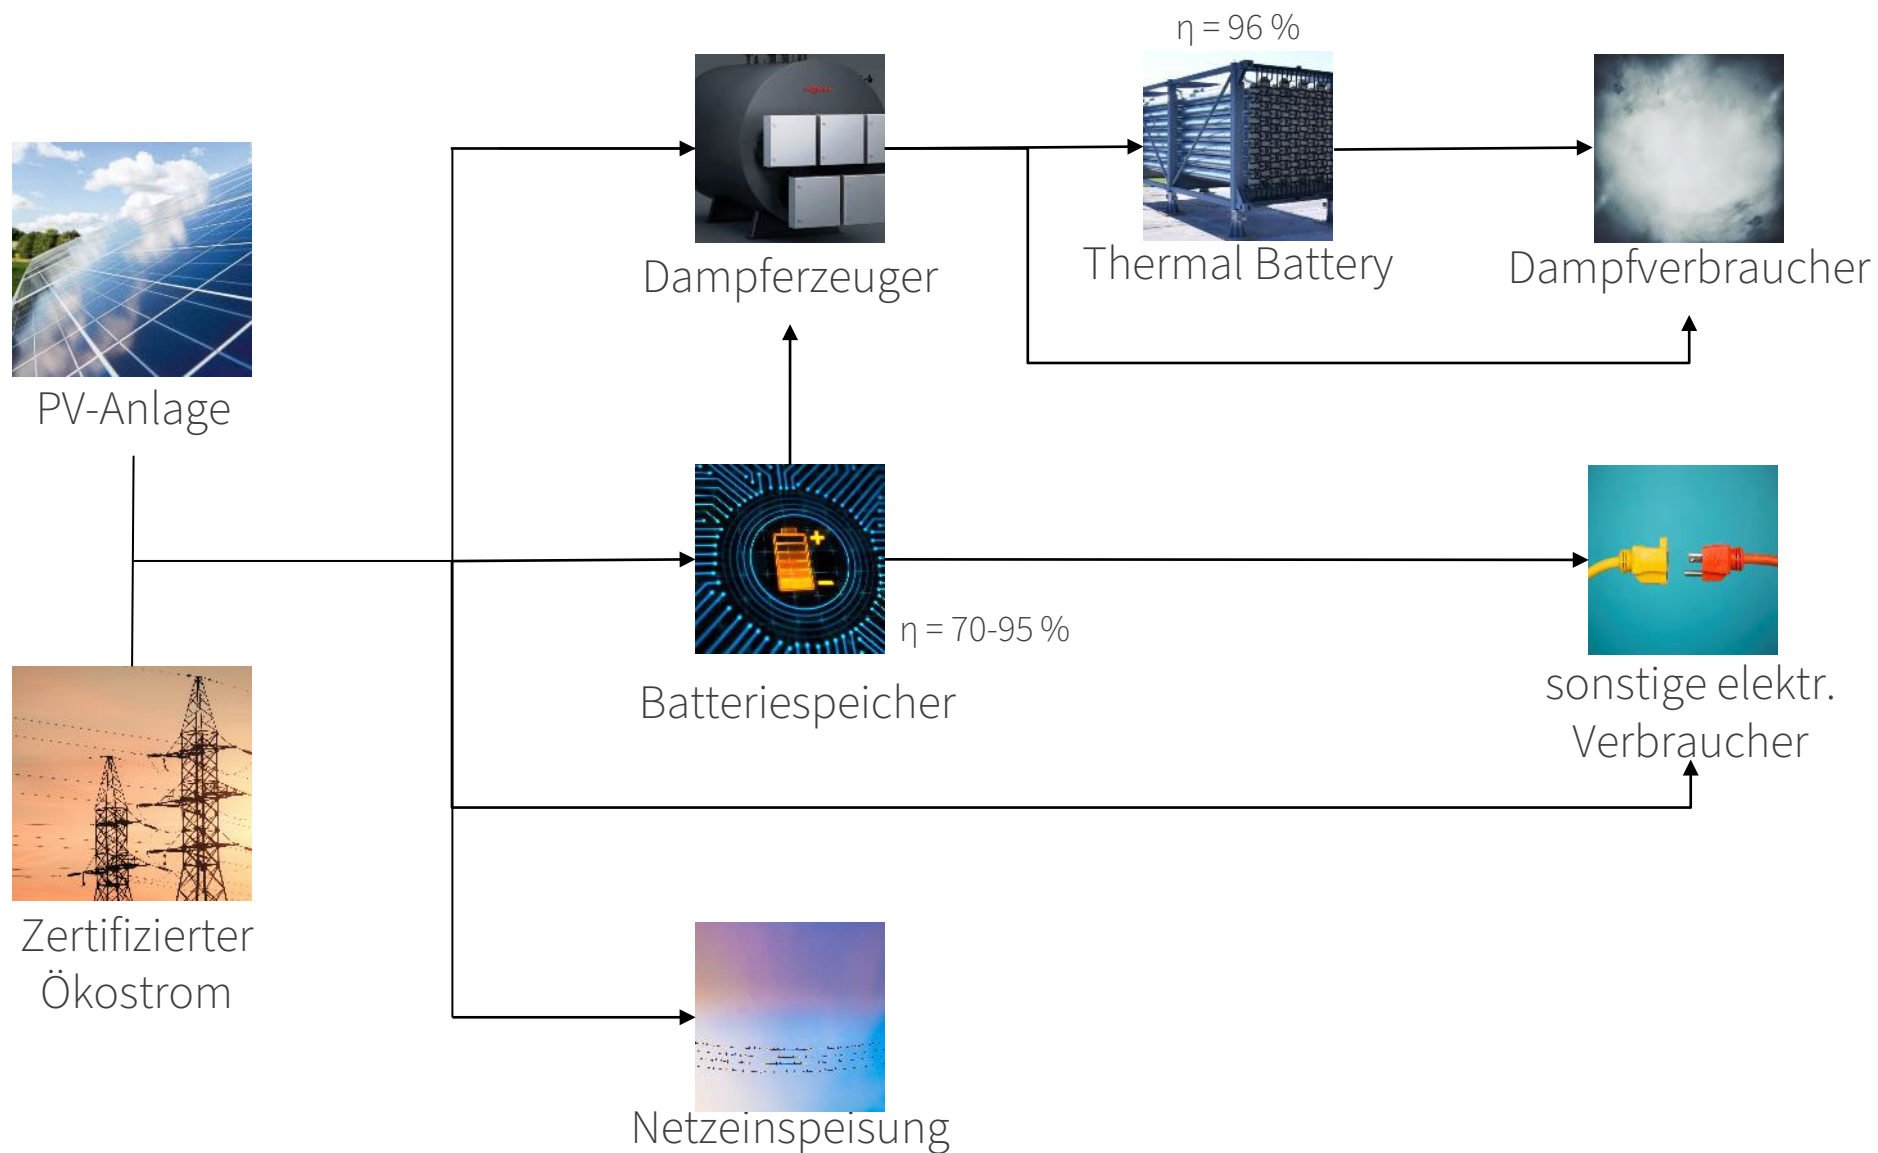 η = 96 %
Dampferzeuger
Thermal Battery
Dampfverbraucher
PV-Anlage
η = 70-95 %
Batteriespeicher
sonstige elektr.
Verbraucher
Zertifizierter
Ökostrom
Netzeinspeisung